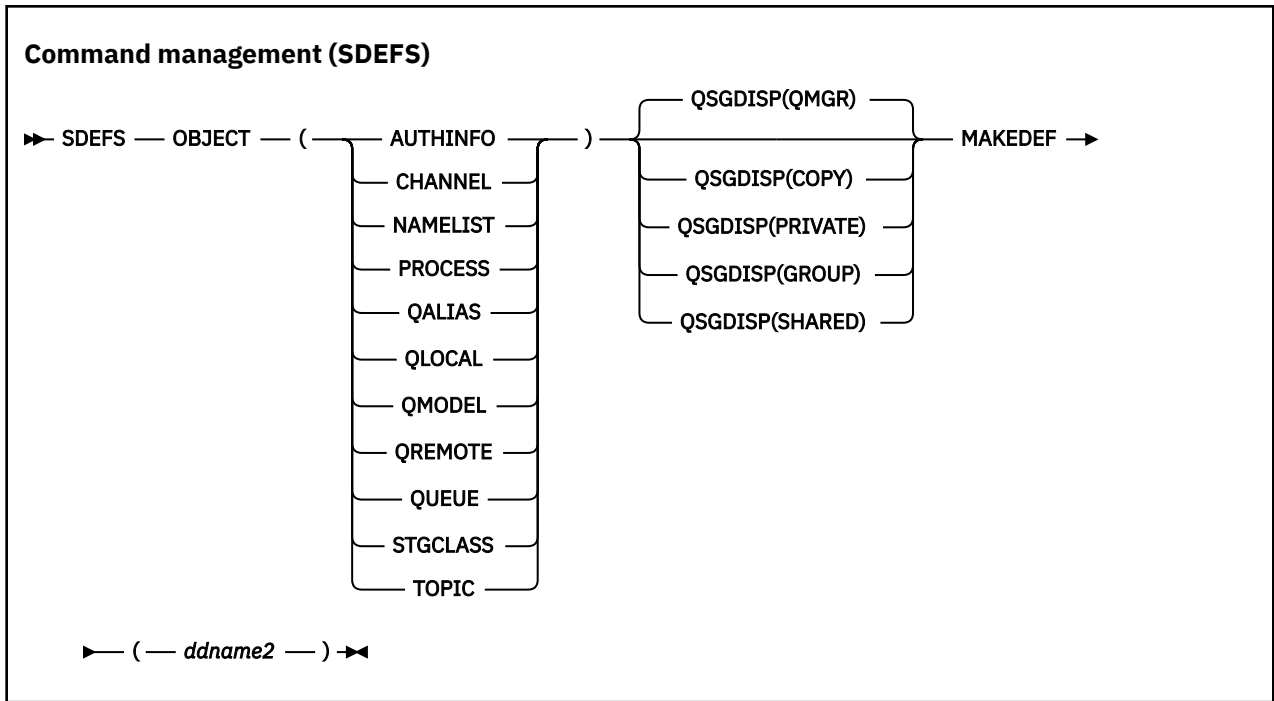 Command management (SDEFS)
QSGDISP(QMGR)
SDEFS OBJECT ( AUTHINFO ) MAKEDEF
CHANNEL QSGDISP(COPY)
NAMELIST QSGDISP(PRIVATE)
PROCESS QSGDISP(GROUP)
QALIAS QSGDISP(SHARED)
QLOCAL
QMODEL
QREMOTE
QUEUE
STGCLASS
TOPIC
( ddname2 )